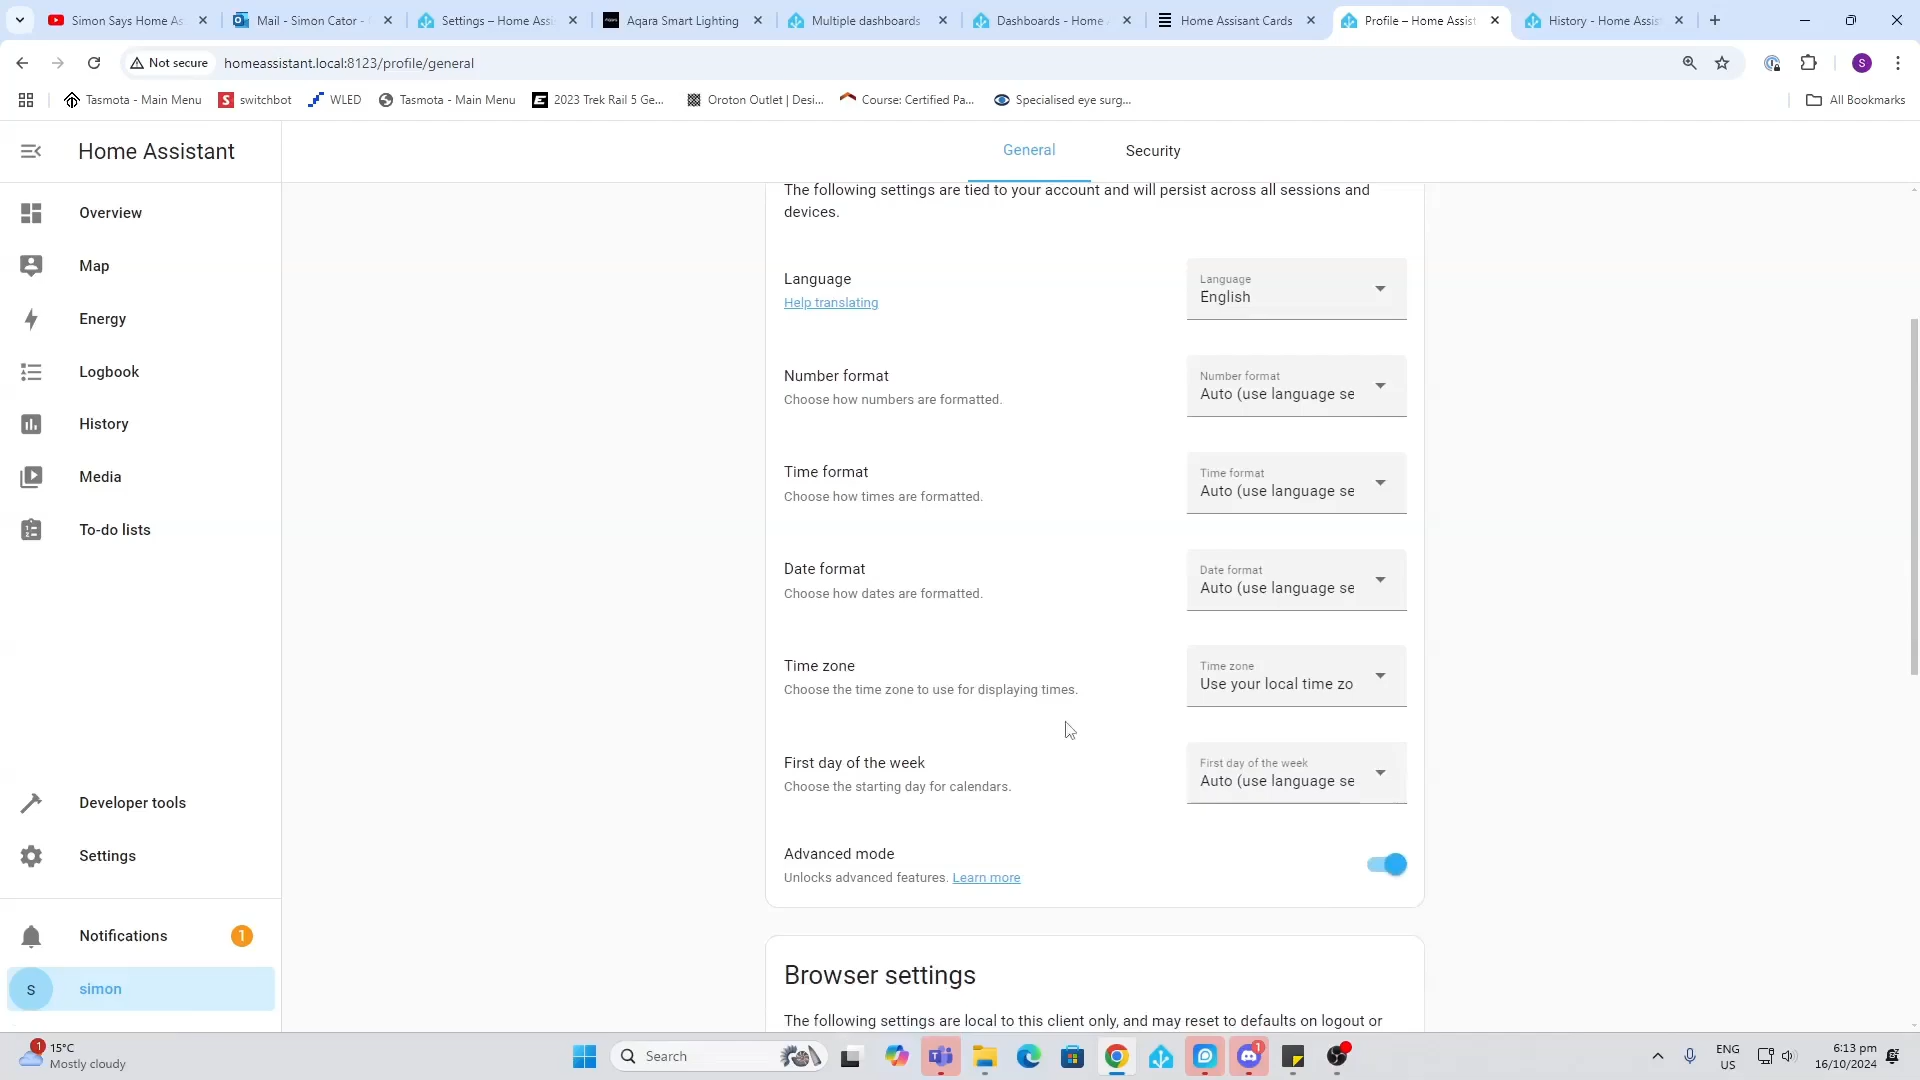 Simon Says Home As
Mail - Simon Cator -
Settings – Home Assi
Aqara Smart Lighting
Multiple dashboards
Dashboards - Home
Home Assisant Cards
Profile – Home Assist
History - Home Assis
Not secure
homeassistant.local:8123/profile/general
S
Tasmota - Main Menu
switchbot
WLED
Tasmota - Main Menu
2023 Trek Rail 5 Ge...
Oroton Outlet | Desi...
Course: Certified Pa...
Specialised eye surg...
All Bookmarks
Home Assistant
General
Security
Overview
Map
Energy
Logbook
History
Media
To-do lists
Developer tools
Settings
Notifications
1
S
simon
The following settings are tied to your account and will persist across all sessions and
devices.
Language
Help translating
Language
English
Number format
Choose how numbers are formatted.
Number format
Auto (use language se
Time format
Choose how times are formatted.
Time format
Auto (use language se
Date format
Choose how dates are formatted.
Date format
Auto (use language se
Time zone
Choose the time zone to use for displaying times.
Time zone
Use your local time zo
First day of the week
Choose the starting day for calendars.
First day of the week
Auto (use language se
Advanced mode
Unlocks advanced features. Learn more
Browser settings
The following settings are local to this client only, and may reset to defaults on logout or
1
15°C
Mostly cloudy
Search
1
ENG
US
6:13 pm
16/10/2024